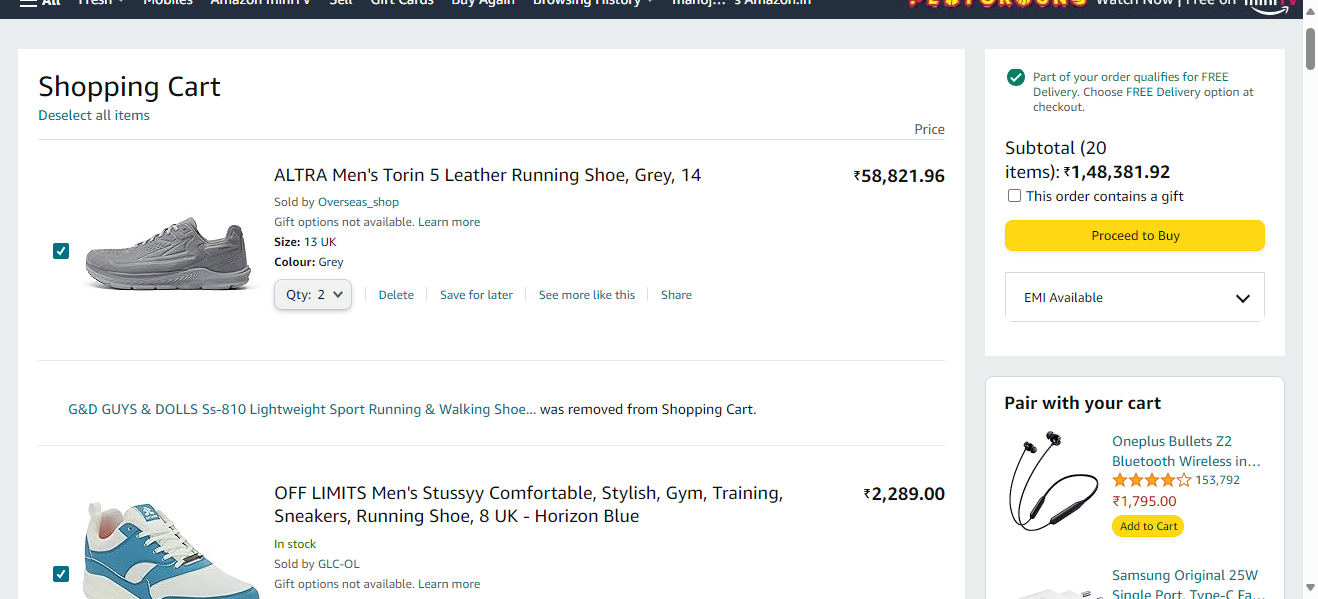 All Fresh Mobiles Amazon miniTV Sell Gift Cards Buy Again Browsing History manoj...'s Amazon.in PLAYGROUND Watch Now | Free on mini TV
Shopping Cart
Deselect all items
Price
ALTRA Men's Torin 5 Leather Running Shoe, Grey, 14
₹58,821.96
Sold by Overseas_shop
Gift options not available. Learn more
Size: 13 UK
Colour: Grey
Qty: 2
Delete
Save for later
See more like this
Share
G&D GUYS & DOLLS Ss-810 Lightweight Sport Running & Walking Shoe... was removed from Shopping Cart.
OFF LIMITS Men's Stussyy Comfortable, Stylish, Gym, Training,
Sneakers, Running Shoe, 8 UK - Horizon Blue
₹2,289.00
In stock
Sold by GLC-OL
Gift options not available. Learn more
Part of your order qualifies for FREE
Delivery. Choose FREE Delivery option at
checkout.
Subtotal (20
items): ₹1,48,381.92
This order contains a gift
Proceed to Buy
EMI Available
Pair with your cart
Oneplus Bullets Z2
Bluetooth Wireless in...
153,792
₹1,795.00
Add to Cart
Samsung Original 25W
Single Port, Type-C Fa...